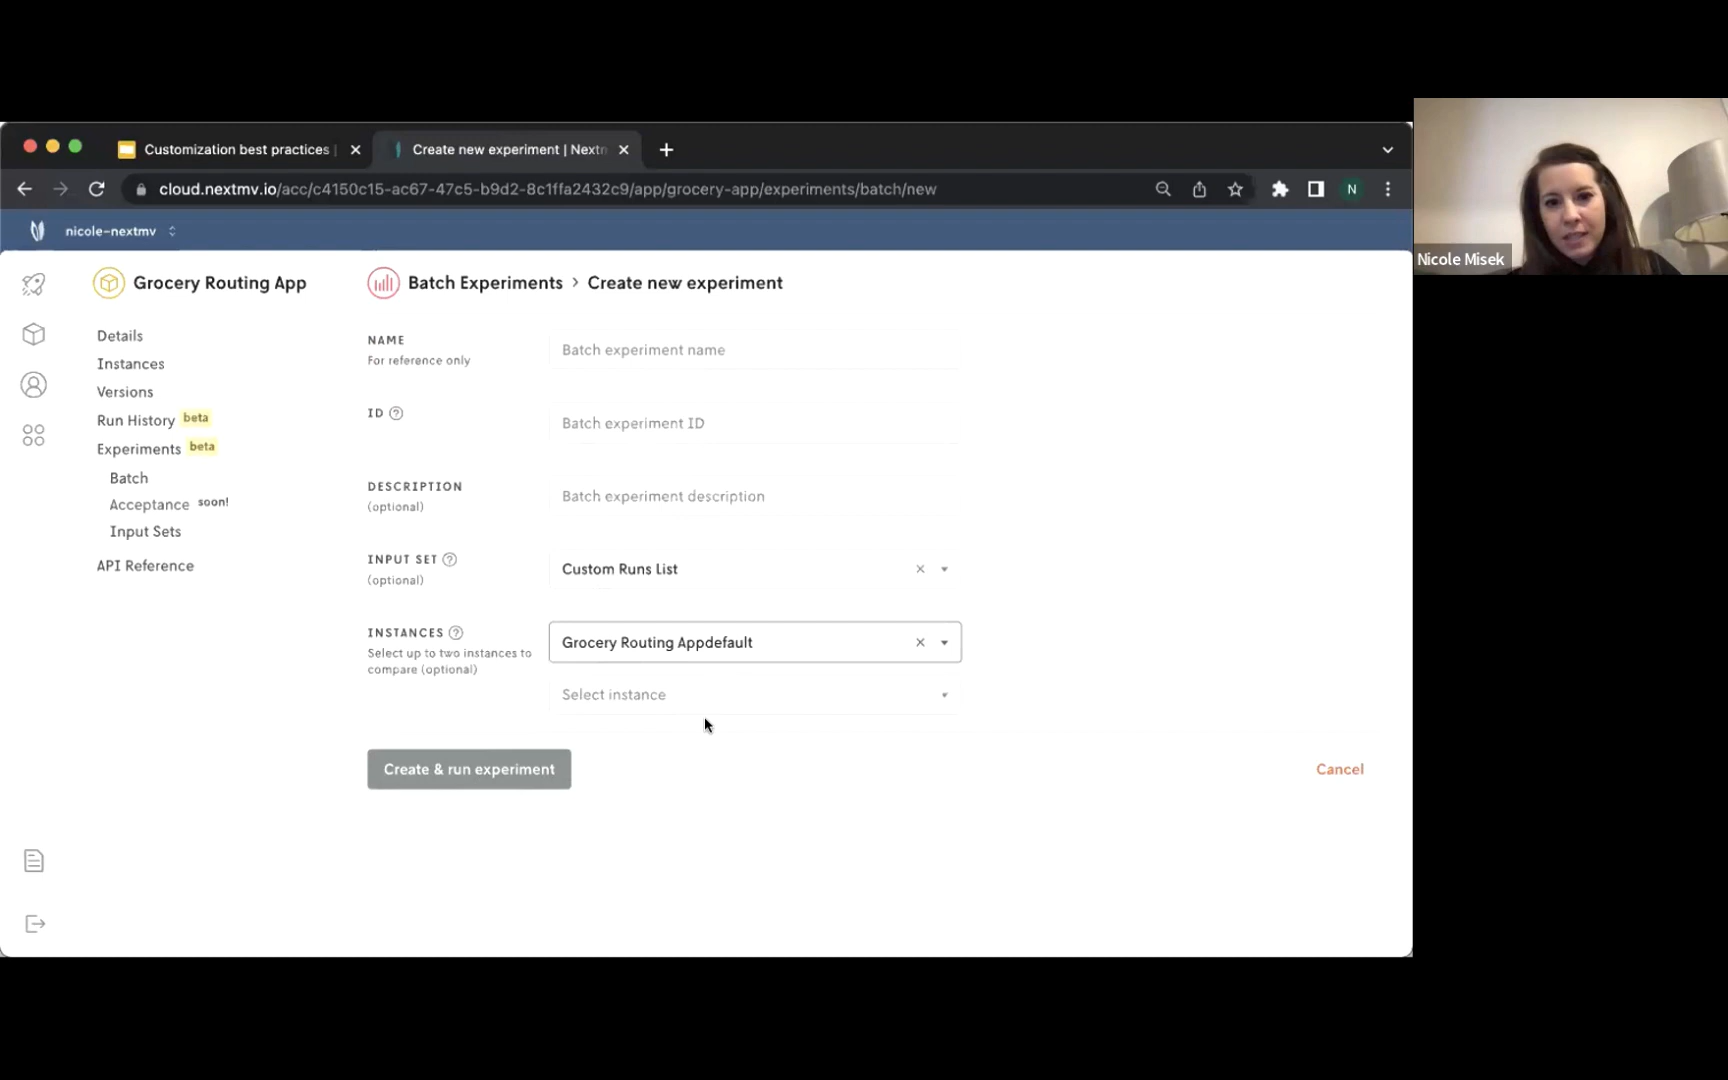 Customization best practices |
Create new experiment | Nextm
cloud.nextmv.io/acc/c4150c15-ac67-47c5-b9d2-8c1ffa2432c9/app/grocery-app/experiments/batch/new
N
nicole-nextmv
Nicole Misek
Grocery Routing App
Details
Instances
Versions
Run History beta
Experiments beta
Batch
Acceptance soon!
Input Sets
API Reference
Batch Experiments > Create new experiment
NAME
For reference only
Batch experiment name
ID ?
Batch experiment ID
DESCRIPTION
(optional)
Batch experiment description
INPUT SET ?
(optional)
Custom Runs List
INSTANCES ?
Select up to two instances to
compare (optional)
Grocery Routing Appdefault
Select instance
Create & run experiment
Cancel